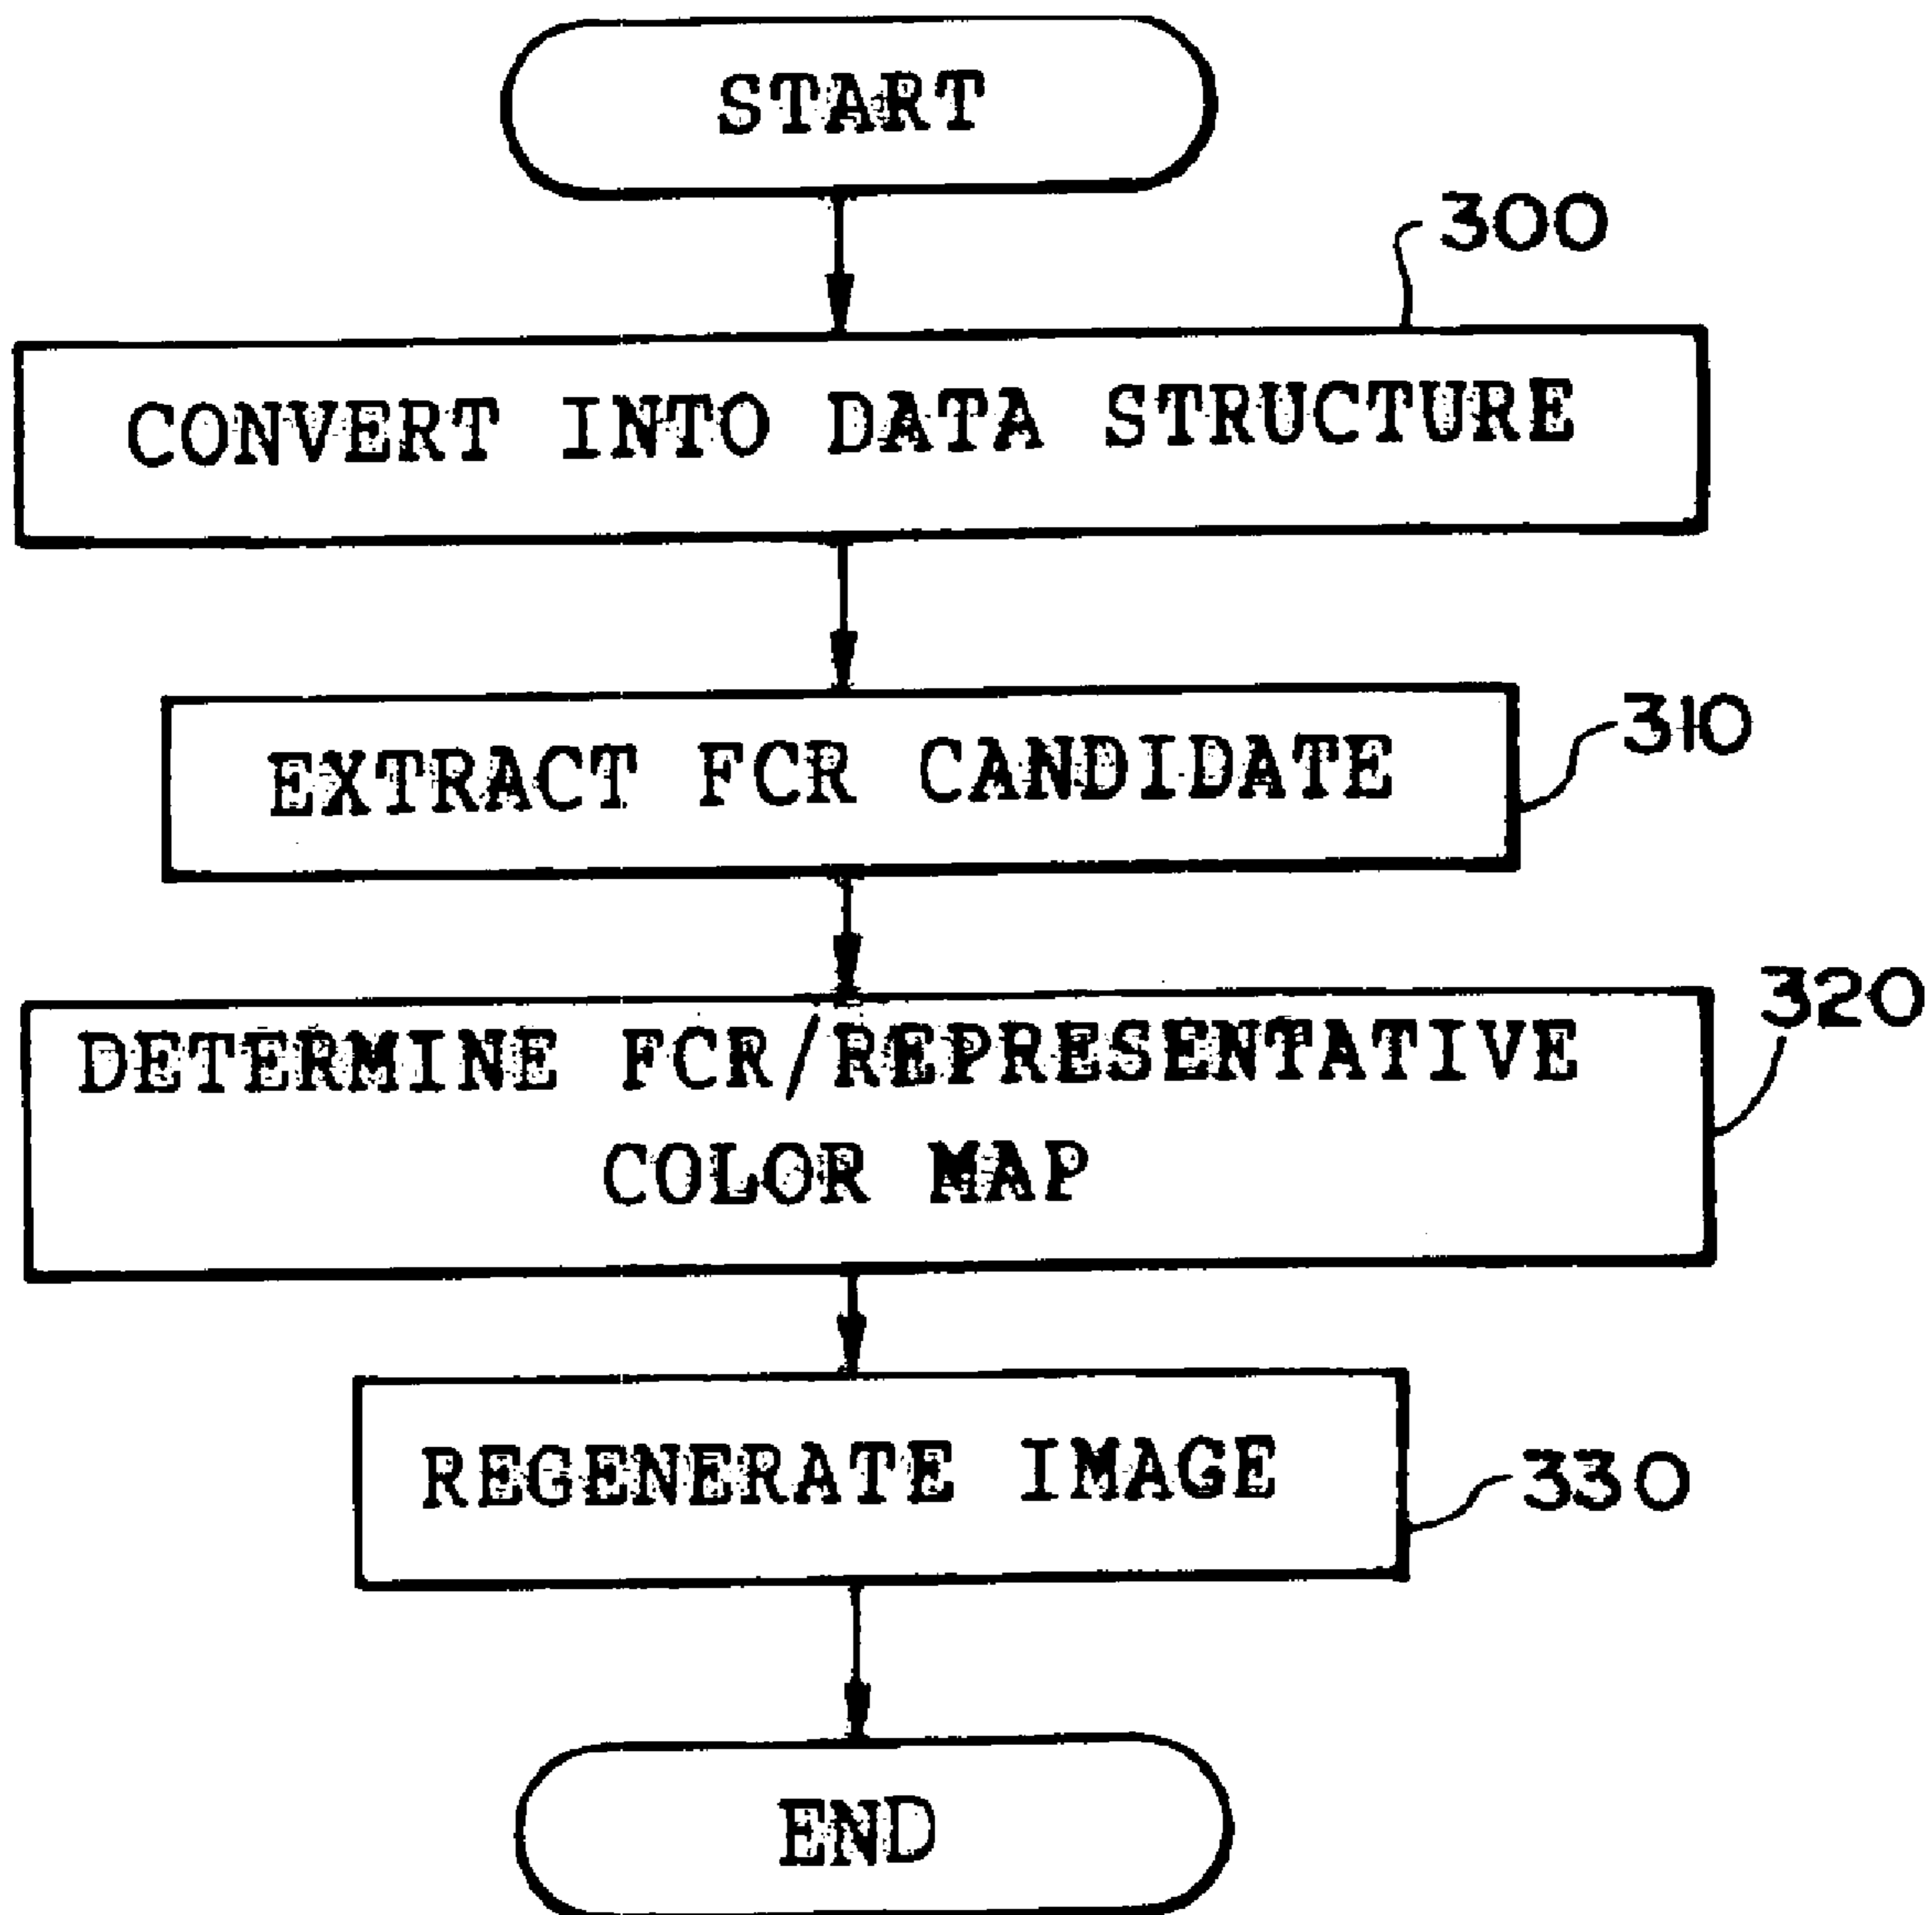 START
300
CONVERT INTO DATA STRUCTURE
EXTRACT FCR CANDIDATE
310
DETERMINE FCR/REPRESENTATIVE
COLOR MAP
320
REGENERATE IMAGE
330
END